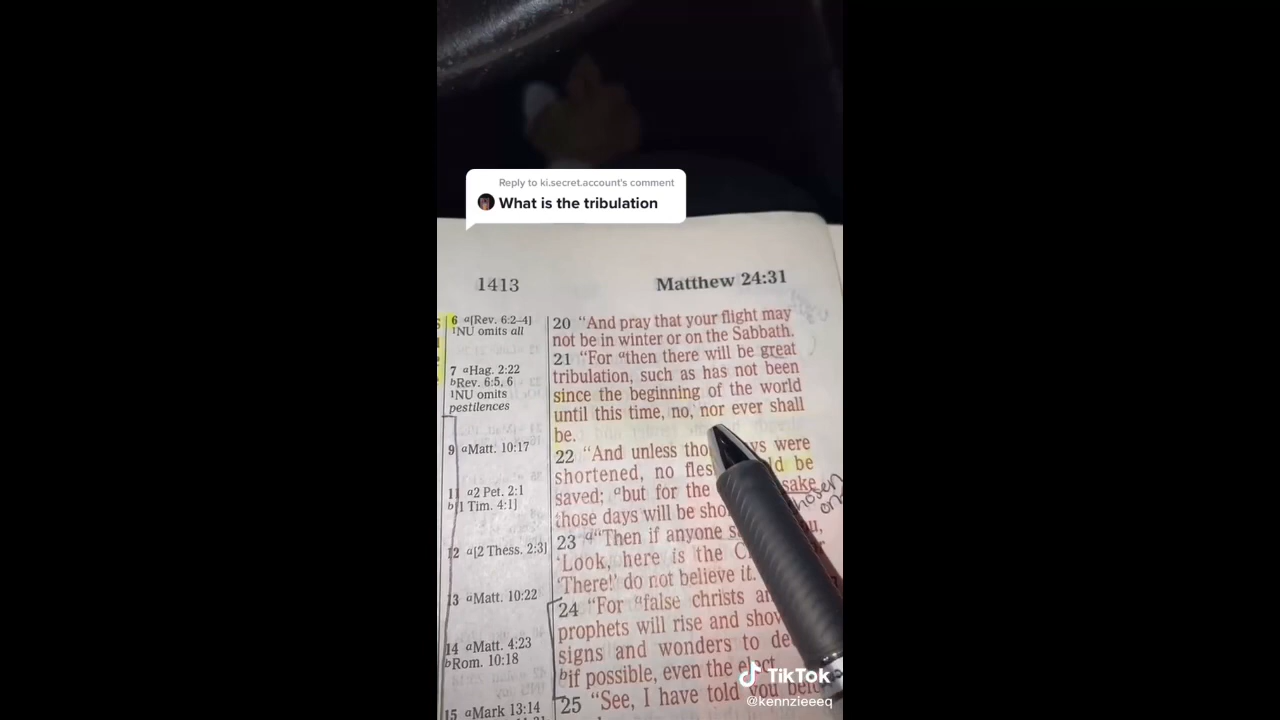 Reply to ki.secret.account's comment
What is the tribulation
1413
Matthew 24:31
6 a[Rev. 6:2–4]
1NU omits all
7 aHag. 2:22
bRev. 6:5, 6
1NU omits
pestilences
9 aMatt. 10:17
11 a2 Pet. 2:1
b[1 Tim. 4:1]
12 a[2 Thess. 2:3]
13 aMatt. 10:22
14 aMatt. 4:23
bRom. 10:18
15 aMark 13:14
20 "And pray that your flight may
not be in winter or on the Sabbath.
21 "For athen there will be great
tribulation, such as has not been
since the beginning of the world
until this time, no, nor ever shall
be.
22 "And unless were
shortened, no be
saved; abut for the sake
those days will be
23 a"Then if anyone
'Look, here is the
'There!' do not believe it.
24 "For afalse christs
prophets will rise and
signs and wonders to
bif possible, even the elect
25 "See, I have told you
TikTok
@kennzieeeq